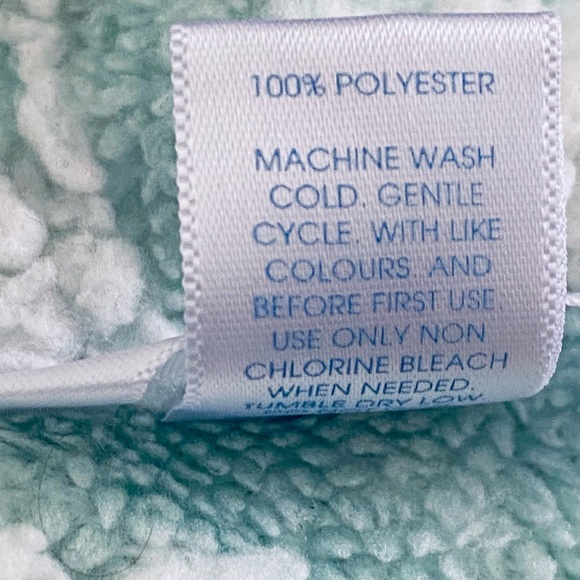 100% POLYESTER
MACHINE WASH
COLD. GENTLE
CYCLE. WITH LIKE
COLOURS. AND
BEFORE FIRST USE.
USE ONLY NON
CHLORINE BLEACH
WHEN NEEDED.
TUMBLE DRY LOW